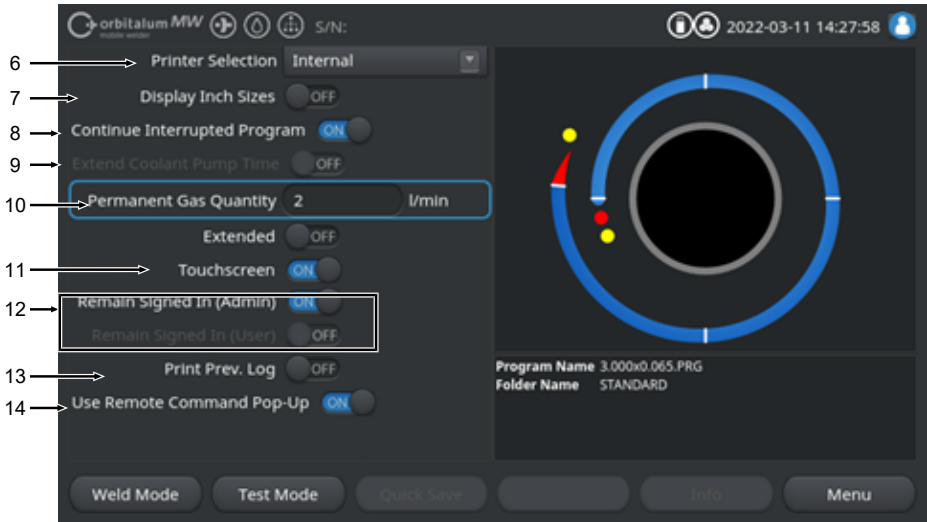 orbitalum MW S/N: 2022-03-11 14:27:58
mobile welder
6 Printer Selection Internal
7 Display Inch Sizes OFF
8 Continue Interrupted Program ON
9 Extend Coolant Pump Time OFF
10 Permanent Gas Quantity 2 l/min
Extended OFF
11 Touchscreen ON
12 Remain Signed In (Admin) ON
Remain Signed In (User) OFF
13 Print Prev. Log OFF
14 Use Remote Command Pop-Up ON
Program Name 3.000x0.065.PRG
Folder Name STANDARD
Weld Mode Test Mode Quick Save Info Menu